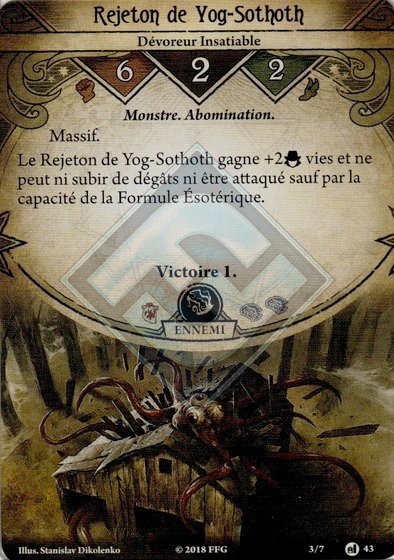 Rejeton de Yog-Sothoth
Dévoreur Insatiable
6 2 2
Monstre. Abomination.
Massif.
Le Rejeton de Yog-Sothoth gagne +2 vies et ne
peut ni subir de dégâts ni être attaqué sauf par la
capacité de la Formule Ésotérique.
Victoire 1.
ENNEMI
Illus. Stanislav Dikolenko © 2018 FFG 3/7 43